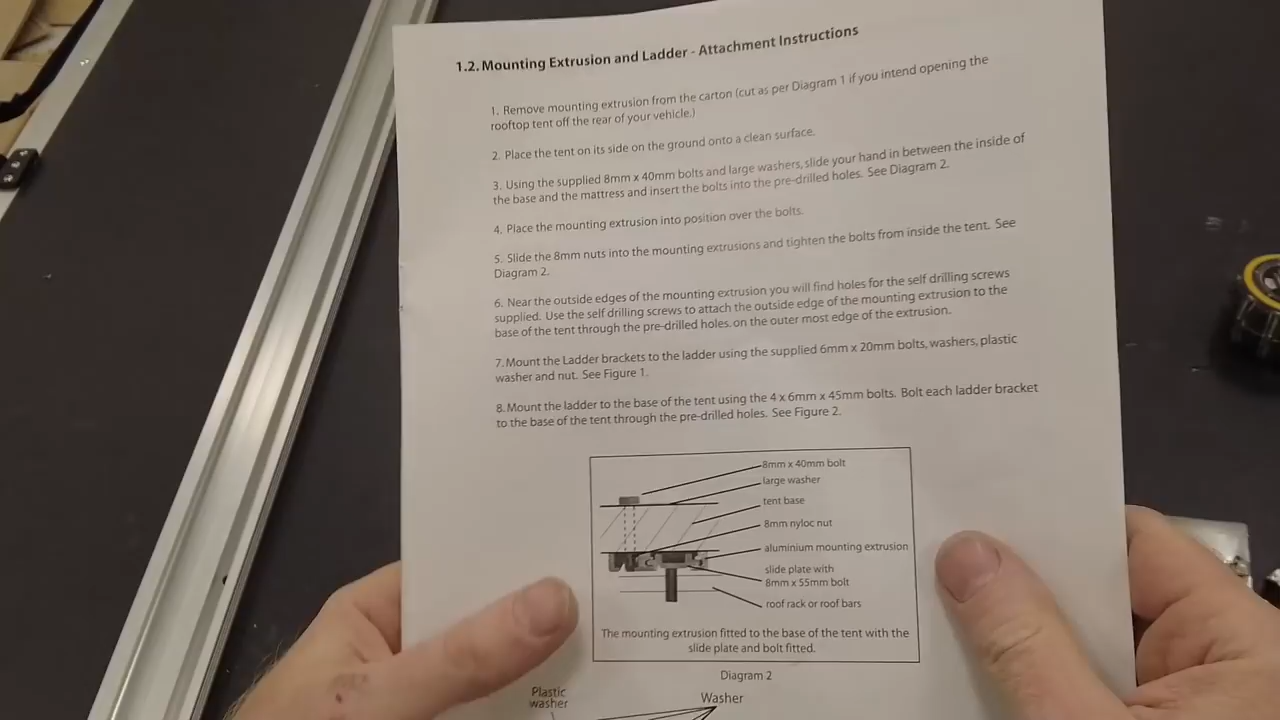 1.2. Mounting Extrusion and Ladder - Attachment Instructions
1. Remove mounting extrusion from the carton (cut as per Diagram 1 if you intend opening the
rooftop tent off the rear of your vehicle.)
2. Place the tent on its side on the ground onto a clean surface.
3. Using the supplied 8mm x 40mm bolts and large washers, slide your hand in between the inside of
the base and the mattress and insert the bolts into the pre-drilled holes. See Diagram 2.
4. Place the mounting extrusion into position over the bolts.
5. Slide the 8mm nuts into the mounting extrusions and tighten the bolts from inside the tent. See
Diagram 2.
6. Near the outside edges of the mounting extrusion you will find holes for the self drilling screws
supplied. Use the self drilling screws to attach the outside edge of the mounting extrusion to the
base of the tent through the pre-drilled holes. on the outer most edge of the extrusion.
7. Mount the Ladder brackets to the ladder using the supplied 6mm x 20mm bolts, washers, plastic
washer and nut. See Figure 1.
8. Mount the ladder to the base of the tent using the 4 x 6mm x 45mm bolts. Bolt each ladder bracket
to the base of the tent through the pre-drilled holes. See Figure 2.
8mm x 40mm bolt
large washer
tent base
8mm nyloc nut
aluminium mounting extrusion
slide plate with
8mm x 55mm bolt
roof rack or roof bars
The mounting extrusion fitted to the base of the tent with the
slide plate and bolt fitted.
Diagram 2
Plastic
washer
Washer